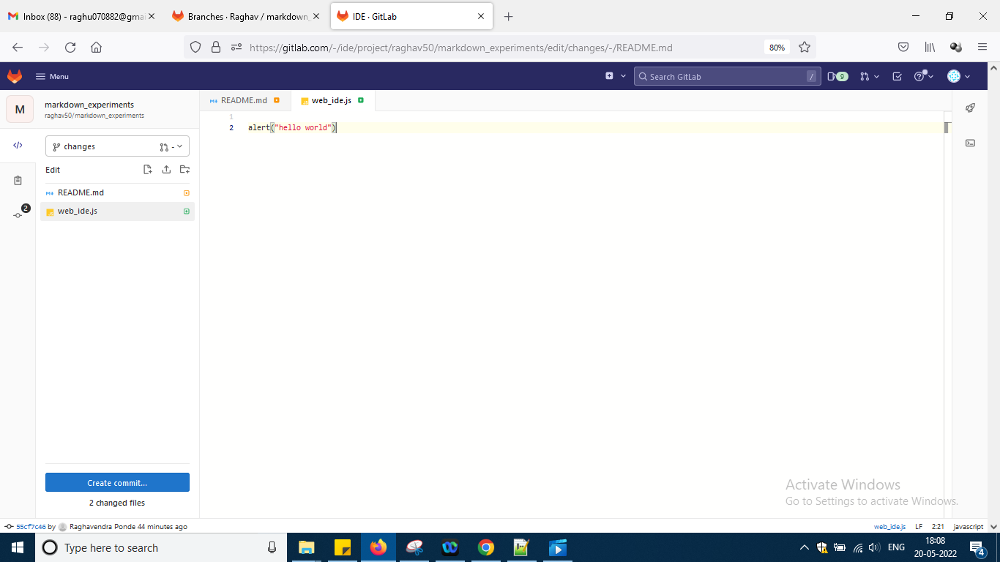 Inbox (88) - raghu070882@gmai
Branches · Raghav / markdown_
IDE · GitLab
https://gitlab.com/-/ide/project/raghav50/markdown_experiments/edit/changes/-/README.md
80%
Menu
Search GitLab
/
9
M
markdown_experiments
raghav50/markdown_experiments
README.md
web_ide.js
1
2 alert("hello world")
changes
-
Edit
README.md
web_ide.js
2
Create commit...
2 changed files
Activate Windows
Go to Settings to activate Windows.
55cf7c46 by Raghavendra Ponde 44 minutes ago
web_ide.js LF 2:21 javascript
Type here to search
ENG
18:08
20-05-2022
4